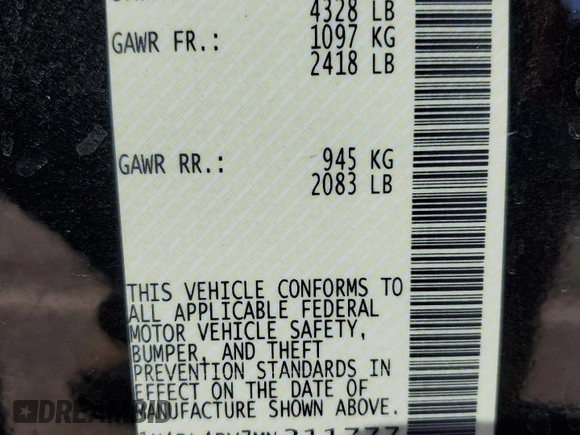 4328 LB
GAWR FR.: 1097 KG
2418 LB
GAWR RR.: 945 KG
2083 LB
THIS VEHICLE CONFORMS TO
ALL APPLICABLE FEDERAL
MOTOR VEHICLE SAFETY,
BUMPER, AND THEFT
PREVENTION STANDARDS IN
EFFECT ON THE DATE OF
MANUFACTURE SHOWN ABOVE.
DREAMBID